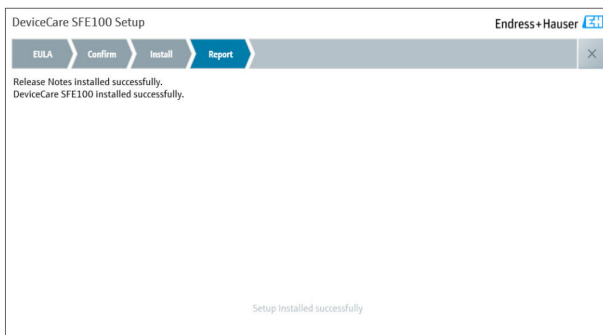 DeviceCare SFE100 Setup
Endress+Hauser EH
EULA Confirm Install Report
Release Notes installed successfully.
DeviceCare SFE100 installed successfully.
Setup installed successfully